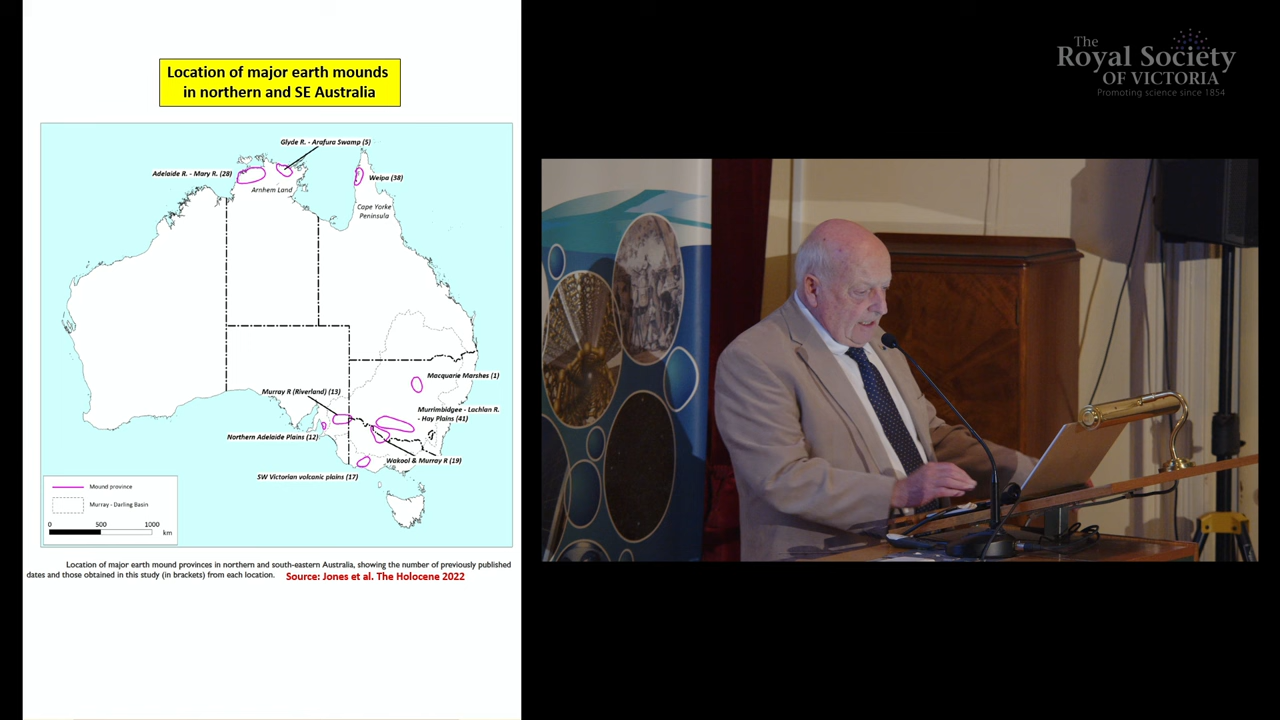 Location of major earth mounds
in northern and SE Australia
Glyde R. - Arafura Swamp (5)
Adelaide R. - Mary R. (28)
Arnhem Land
Weipa (38)
Cape Yorke
Peninsula
Macquarie Marshes (1)
Murray R (Riverland) (13)
Murrimbidgee - Lachlan R.
- Hay Plains (41)
Northern Adelaide Plains (12)
Wakool & Murray R (19)
SW Victorian volcanic plains (17)
Mound province
Murray - Darling Basin
0 500 1000
km
Location of major earth mound provinces in northern and south-eastern Australia, showing the number of previously published
dates and those obtained in this study (in brackets) from each location. Source: Jones et al. The Holocene 2022
The
Royal Society
OF VICTORIA
Promoting science since 1854